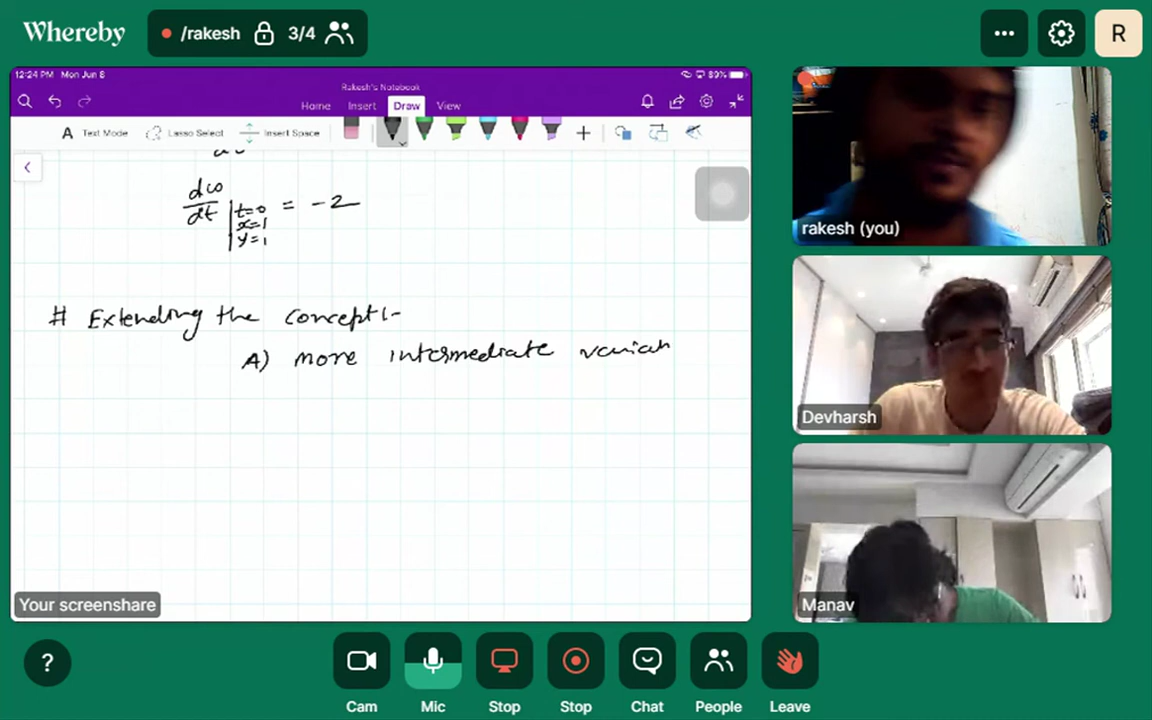 Whereby
/rakesh 3/4
R
12:24 PM Mon Jun 8
89%
Rakesh's Notebook
Home Insert Draw View
A Text Mode Lasso Select Insert Space
dw
dt | t=0 = -2
x=1
y=1
# Extending the concept:-
A) more intermediate variab
Your screenshare
rakesh (you)
Devharsh
Manav
?
Cam Mic Stop Stop Chat People Leave